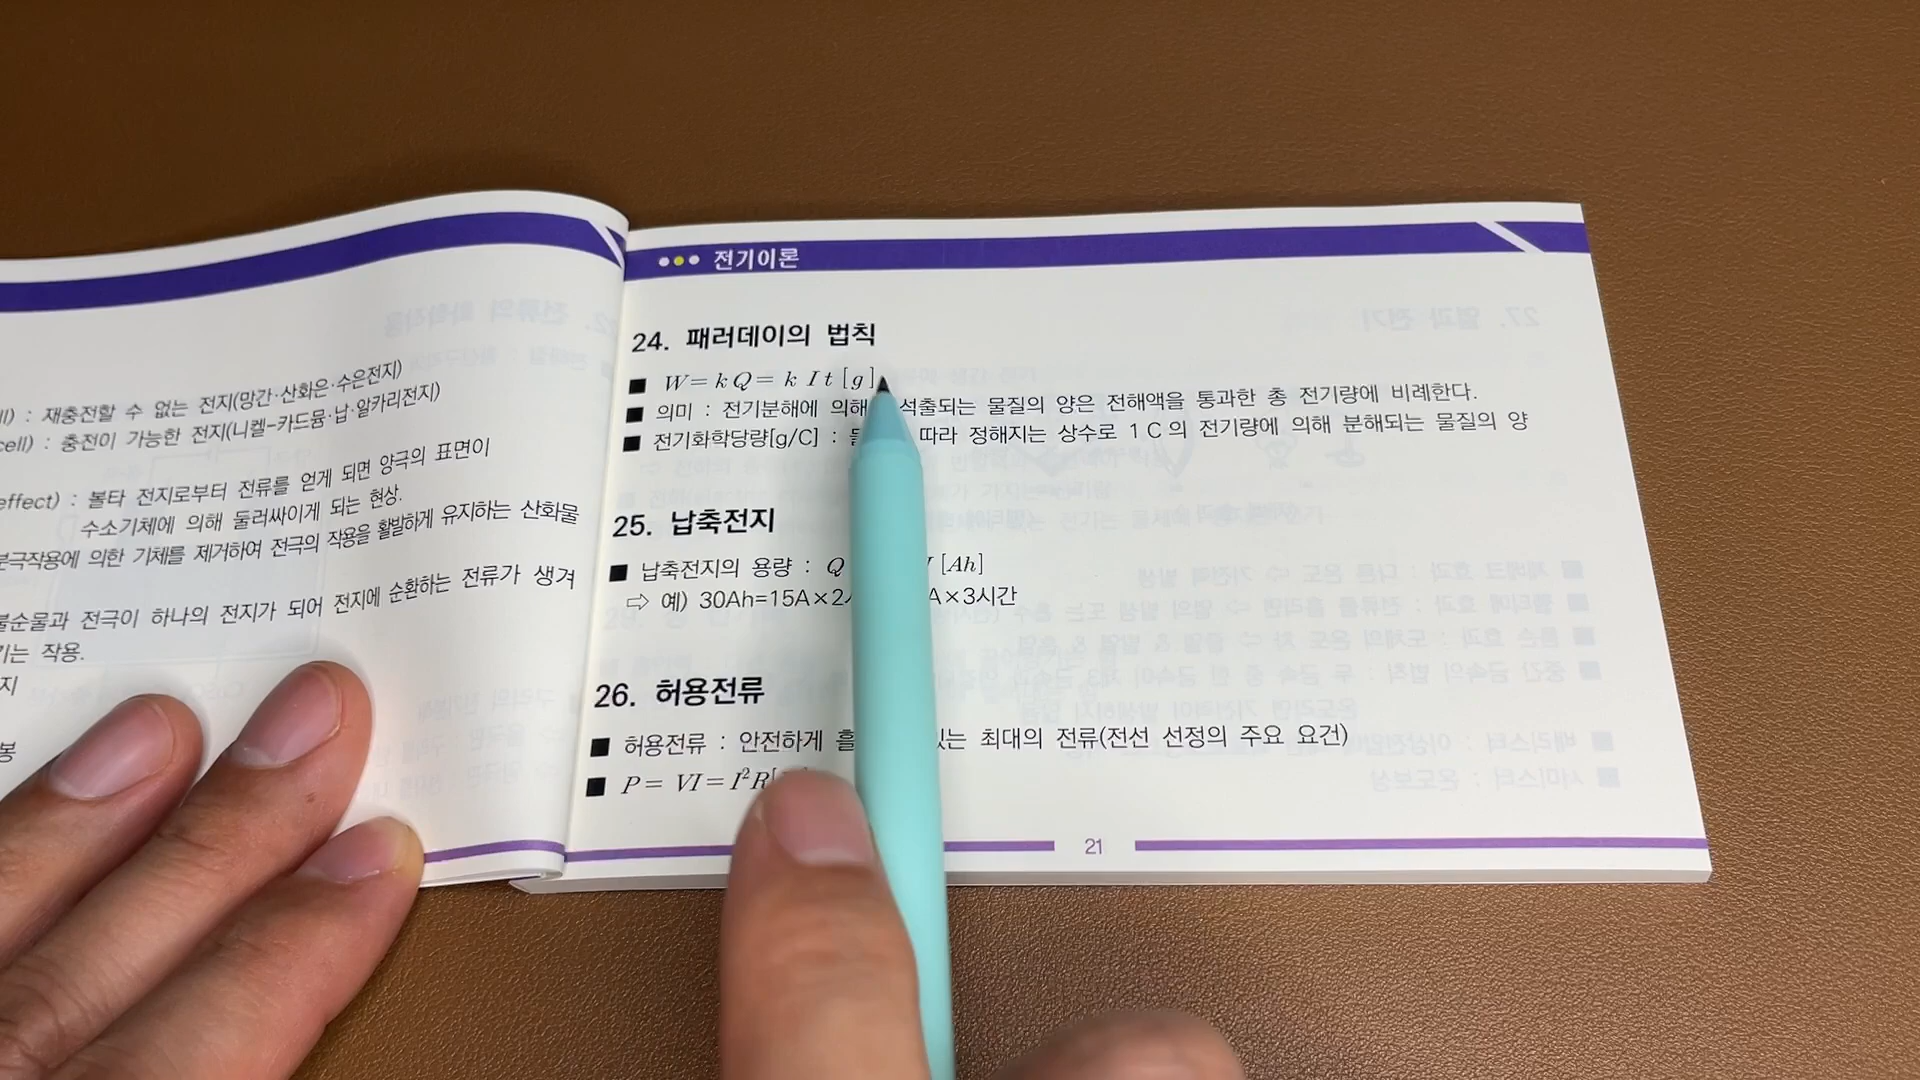 ll) : 재충전할 수 없는 전지(망간·산화은·수은전지)
cell) : 충전이 가능한 전지(니켈-카드뮴·납·알카리전지)
effect) : 볼타 전지로부터 전류를 얻게 되면 양극의 표면이
수소기체에 의해 둘러싸이게 되는 현상.
분극작용에 의한 기체를 제거하여 전극의 작용을 활발하게 유지하는 산화물
불순물과 전극이 하나의 전지가 되어 전지에 순환하는 전류가 생겨
기는 작용.
지
봉
전기이론
24. 패러데이의 법칙
■ W = kQ = k I t [g]
■ 의미 : 전기분해에 의해 석출되는 물질의 양은 전해액을 통과한 총 전기량에 비례한다.
■ 전기화학당량[g/C] : 따라 정해지는 상수로 1C의 전기량에 의해 분해되는 물질의 양
25. 납축전지
■ 납축전지의 용량 : Q [Ah]
⇨ 예) 30Ah=15A×2 A×3시간
26. 허용전류
■ 허용전류 : 안전하게 있는 최대의 전류(전선 선정의 주요 요건)
■ P = VI = I²R
21